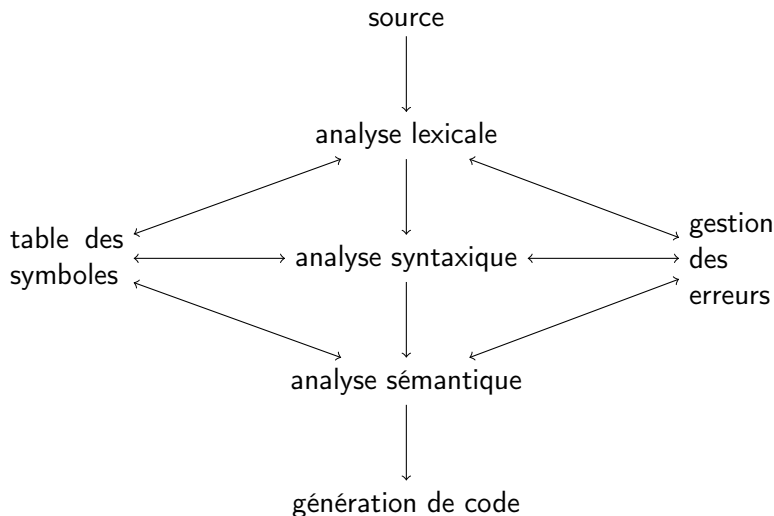 source
analyse lexicale
table des
symboles
analyse syntaxique
gestion
des
erreurs
analyse sémantique
génération de code